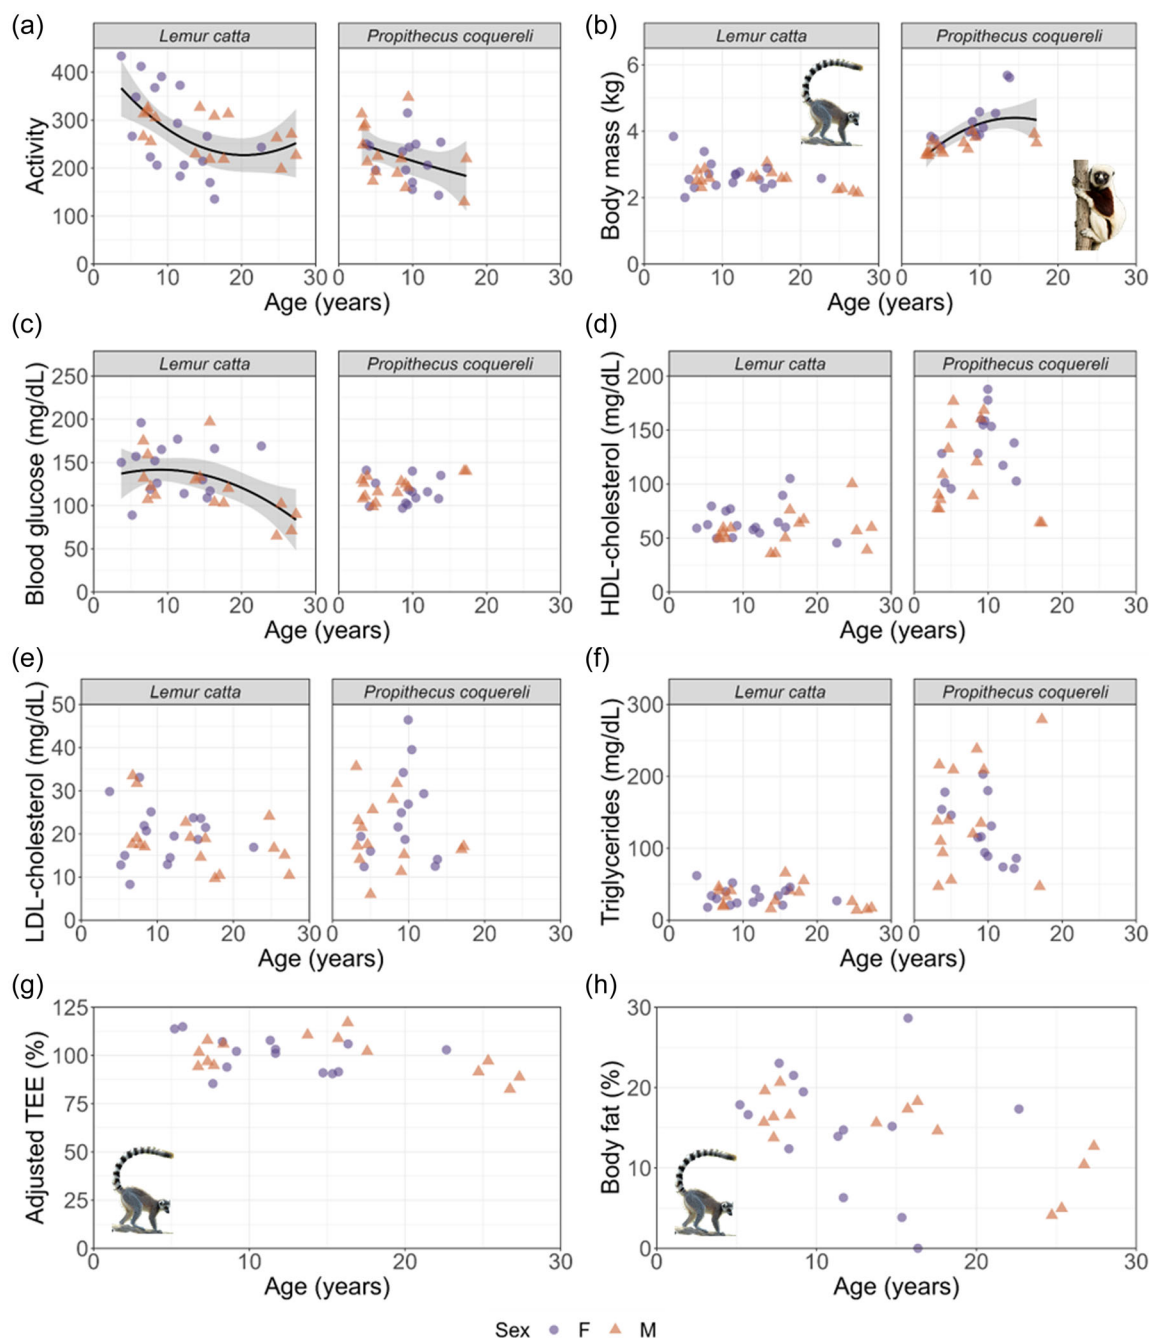 (a)
Lemur catta Propithecus coquereli
Activity
400
300
200
100
0
0 10 20 30 0 10 20 30
Age (years)
(b)
Lemur catta Propithecus coquereli
Body mass (kg)
6
4
2
0
0 10 20 30 0 10 20 30
Age (years)
(c)
Lemur catta Propithecus coquereli
Blood glucose (mg/dL)
250
200
150
100
50
0
0 10 20 30 0 10 20 30
Age (years)
(d)
Lemur catta Propithecus coquereli
HDL-cholesterol (mg/dL)
200
150
100
50
0
0 10 20 30 0 10 20 30
Age (years)
(e)
Lemur catta Propithecus coquereli
LDL-cholesterol (mg/dL)
50
40
30
20
10
0
0 10 20 30 0 10 20 30
Age (years)
(f)
Lemur catta Propithecus coquereli
Triglycerides (mg/dL)
300
200
100
0
0 10 20 30 0 10 20 30
Age (years)
(g)
Adjusted TEE (%)
125
100
75
50
25
0
0 10 20 30
Age (years)
(h)
Body fat (%)
30
20
10
0
0 10 20 30
Age (years)
Sex F M